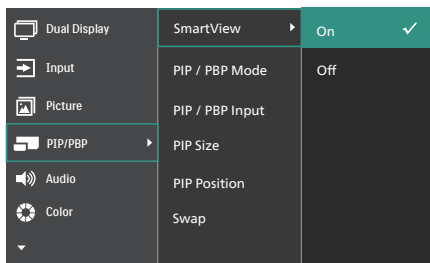 Dual Display
Input
Picture
PIP/PBP
Audio
Color
SmartView
PIP / PBP Mode
PIP / PBP Input
PIP Size
PIP Position
Swap
On
Off